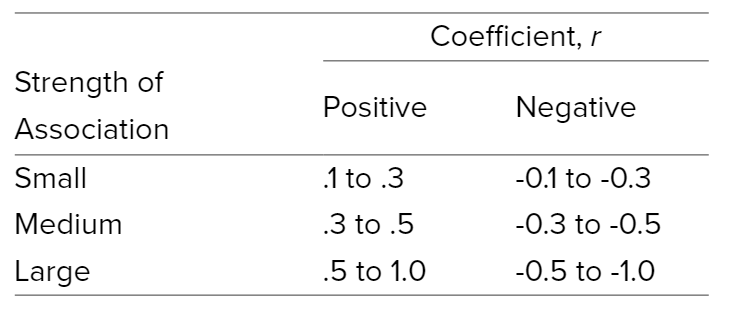 Coefficient, r
Strength of
Association
Positive Negative
Small .1 to .3 -0.1 to -0.3
Medium .3 to .5 -0.3 to -0.5
Large .5 to 1.0 -0.5 to -1.0